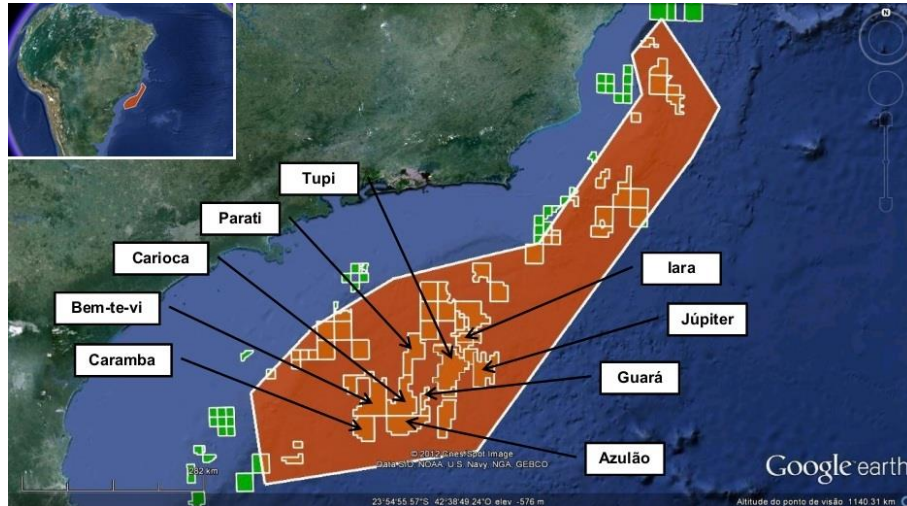 N
Tupi
Parati
Carioca
Iara
Bem-te-vi
Júpiter
Caramba
Guará
Azulão
© 2012 Cnes/Spot Image
Data SIO, NOAA, U.S. Navy, NGA, GEBCO
282 km
Google earth
23°54'55.57"S 42°38'49.24"O elev -576 m
Altitude do ponto de visão 1140.31 km